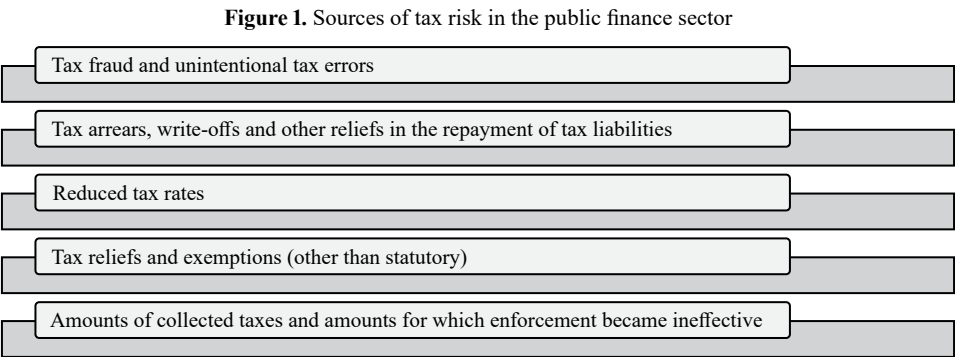 Figure 1. Sources of tax risk in the public finance sector
Tax fraud and unintentional tax errors
Tax arrears, write-offs and other reliefs in the repayment of tax liabilities
Reduced tax rates
Tax reliefs and exemptions (other than statutory)
Amounts of collected taxes and amounts for which enforcement became ineffective